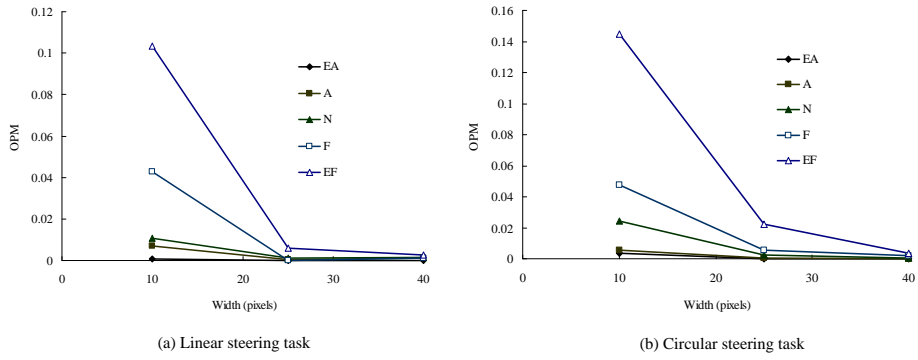 0.12
0.1
0.08
0.06
0.04
0.02
0
OPM
0
10
20
30
40
Width (pixels)
EA
A
N
F
EF
(a) Linear steering task
0.16
0.14
0.12
0.1
0.08
0.06
0.04
0.02
0
OPM
0
10
20
30
40
Width (pixels)
EA
A
N
F
EF
(b) Circular steering task